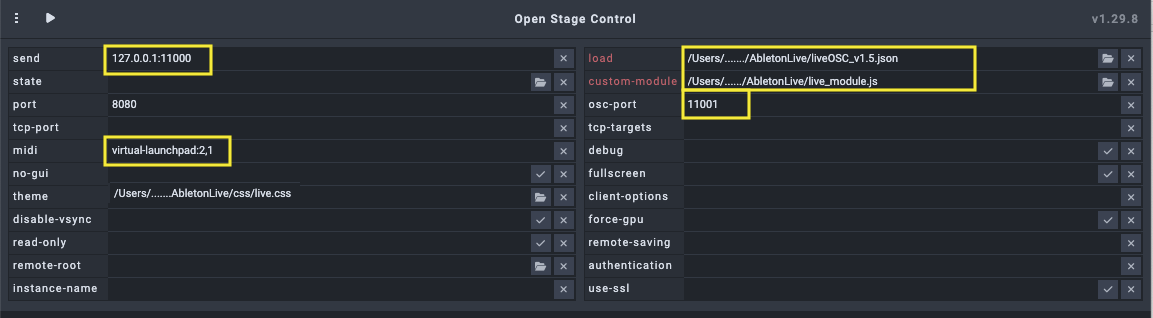 Open Stage Control
v1.29.8
send 127.0.0.1:11000
state
port 8080
tcp-port
midi virtual-launchpad:2,1
no-gui
theme /Users/.......AbletonLive/css/live.css
disable-vsync
read-only
remote-root
instance-name
load /Users/......./AbletonLive/liveOSC_v1.5.json
custom-module /Users/....../AbletonLive/live_module.js
osc-port 11001
tcp-targets
debug
fullscreen
client-options
force-gpu
remote-saving
authentication
use-ssl